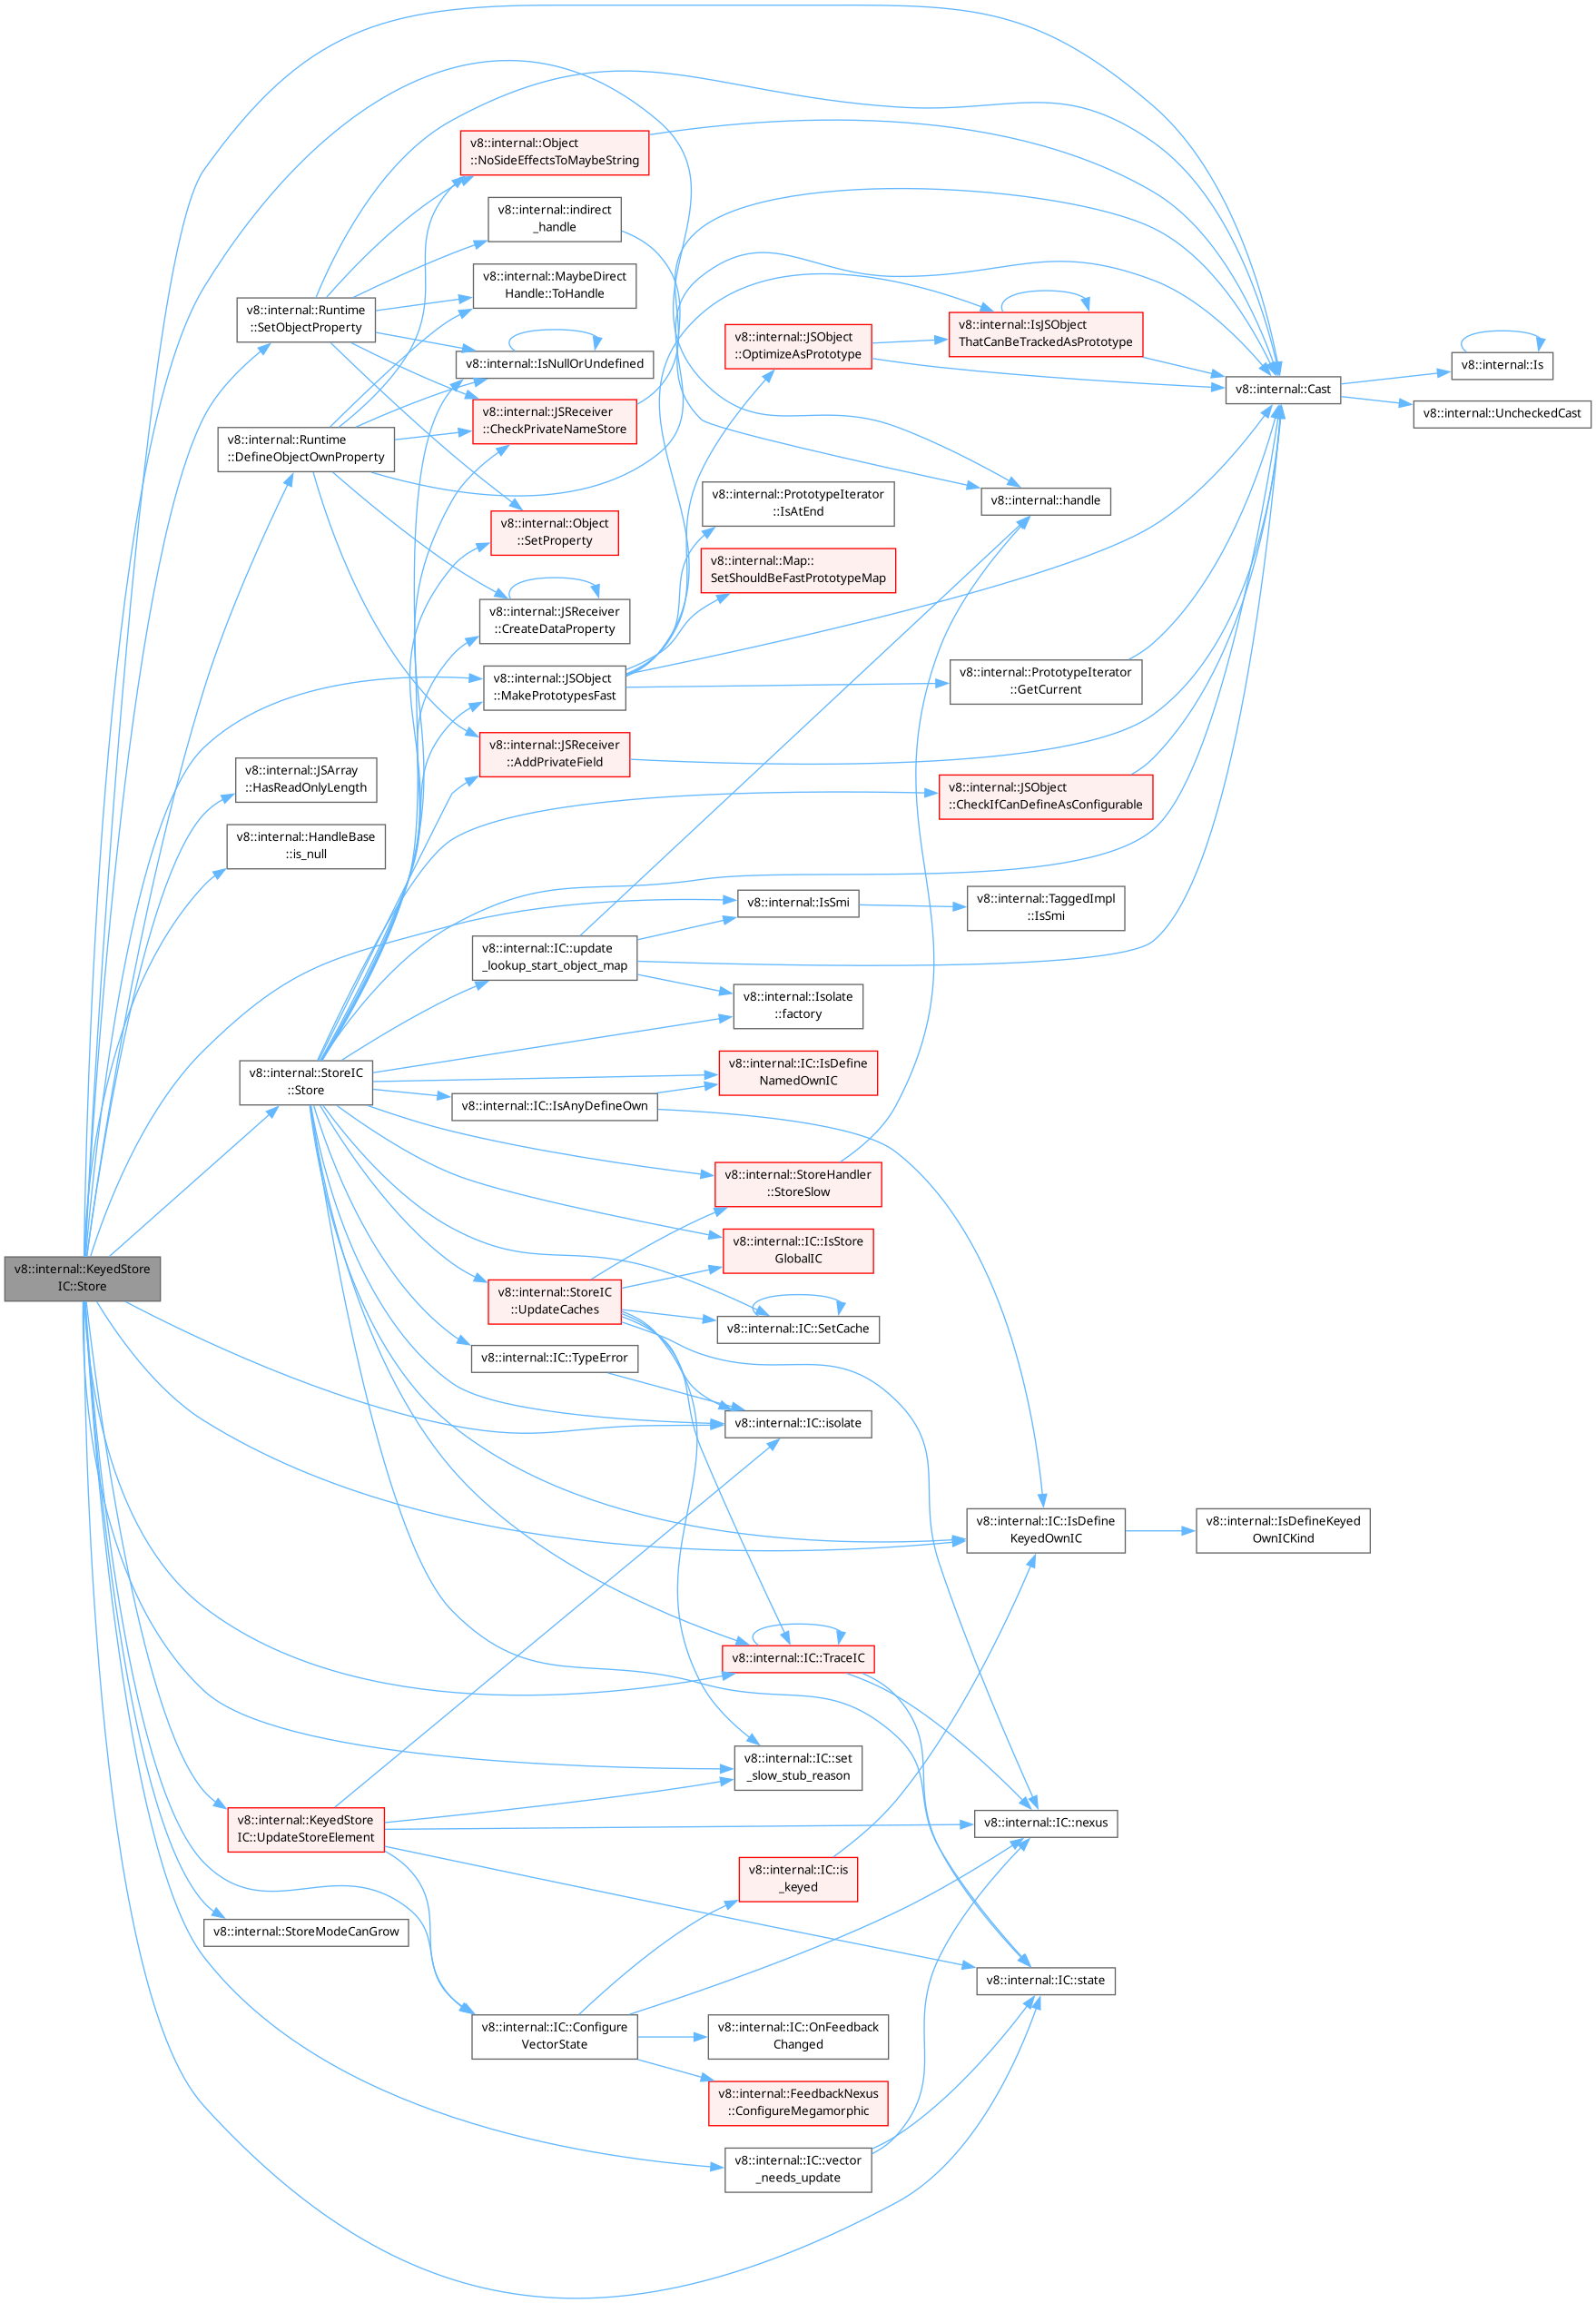 v8::internal::Object
::NoSideEffectsToMaybeString
v8::internal::indirect
_handle
v8::internal::MaybeDirect
Handle::ToHandle
v8::internal::Runtime
::SetObjectProperty
v8::internal::IsNullOrUndefined
v8::internal::JSObject
::OptimizeAsPrototype
v8::internal::IsJSObject
ThatCanBeTrackedAsPrototype
v8::internal::Is
v8::internal::Cast
v8::internal::UncheckedCast
v8::internal::JSReceiver
::CheckPrivateNameStore
v8::internal::Runtime
::DefineObjectOwnProperty
v8::internal::PrototypeIterator
::IsAtEnd
v8::internal::handle
v8::internal::Object
::SetProperty
v8::internal::Map::
SetShouldBeFastPrototypeMap
v8::internal::JSReceiver
::CreateDataProperty
v8::internal::JSObject
::MakePrototypesFast
v8::internal::PrototypeIterator
::GetCurrent
v8::internal::JSReceiver
::AddPrivateField
v8::internal::JSArray
::HasReadOnlyLength
v8::internal::JSObject
::CheckIfCanDefineAsConfigurable
v8::internal::HandleBase
::is_null
v8::internal::IsSmi
v8::internal::TaggedImpl
::IsSmi
v8::internal::IC::update
_lookup_start_object_map
v8::internal::Isolate
::factory
v8::internal::StoreIC
::Store
v8::internal::IC::IsDefine
NamedOwnIC
v8::internal::IC::IsAnyDefineOwn
v8::internal::StoreHandler
::StoreSlow
v8::internal::IC::IsStore
GlobalIC
v8::internal::KeyedStore
IC::Store
v8::internal::StoreIC
::UpdateCaches
v8::internal::IC::SetCache
v8::internal::IC::TypeError
v8::internal::IC::isolate
v8::internal::IC::IsDefine
KeyedOwnIC
v8::internal::IsDefineKeyed
OwnICKind
v8::internal::IC::TraceIC
v8::internal::IC::set
_slow_stub_reason
v8::internal::KeyedStore
IC::UpdateStoreElement
v8::internal::IC::nexus
v8::internal::IC::is
_keyed
v8::internal::StoreModeCanGrow
v8::internal::IC::state
v8::internal::IC::Configure
VectorState
v8::internal::IC::OnFeedback
Changed
v8::internal::FeedbackNexus
::ConfigureMegamorphic
v8::internal::IC::vector
_needs_update